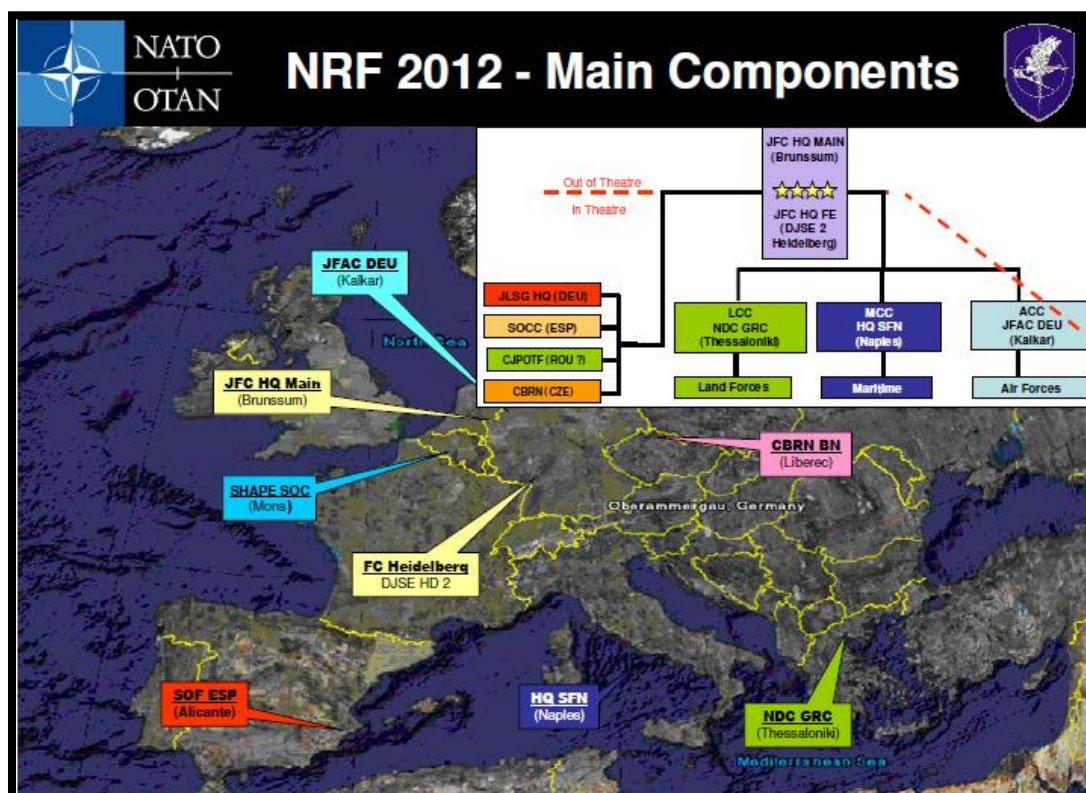 NATO
OTAN
NRF 2012 - Main Components
JFC HQ MAIN
(Brunssum)
JFC HQ FE
(DJSE 2
Heidelberg)
Out of Theatre
In Theatre
JLSG HQ (DEU)
SOCC (ESP)
CJPOTF (ROU ?)
CBRN (CZE)
LCC
NDC GRC
(Thessaloniki)
Land Forces
MCC
HQ SFN
(Naples)
Maritime
ACC
JFAC DEU
(Kalkar)
Air Forces
JFAC DEU
(Kalkar)
North Sea
JFC HQ Main
(Brunssum)
CBRN BN
(Liberec)
SHAPE SOC
(Mons)
Oberammergau, Germany
FC Heidelberg
DJSE HD 2
SOF ESP
(Alicante)
HQ SFN
(Naples)
NDC GRC
(Thessaloniki)
Mediterranean Sea